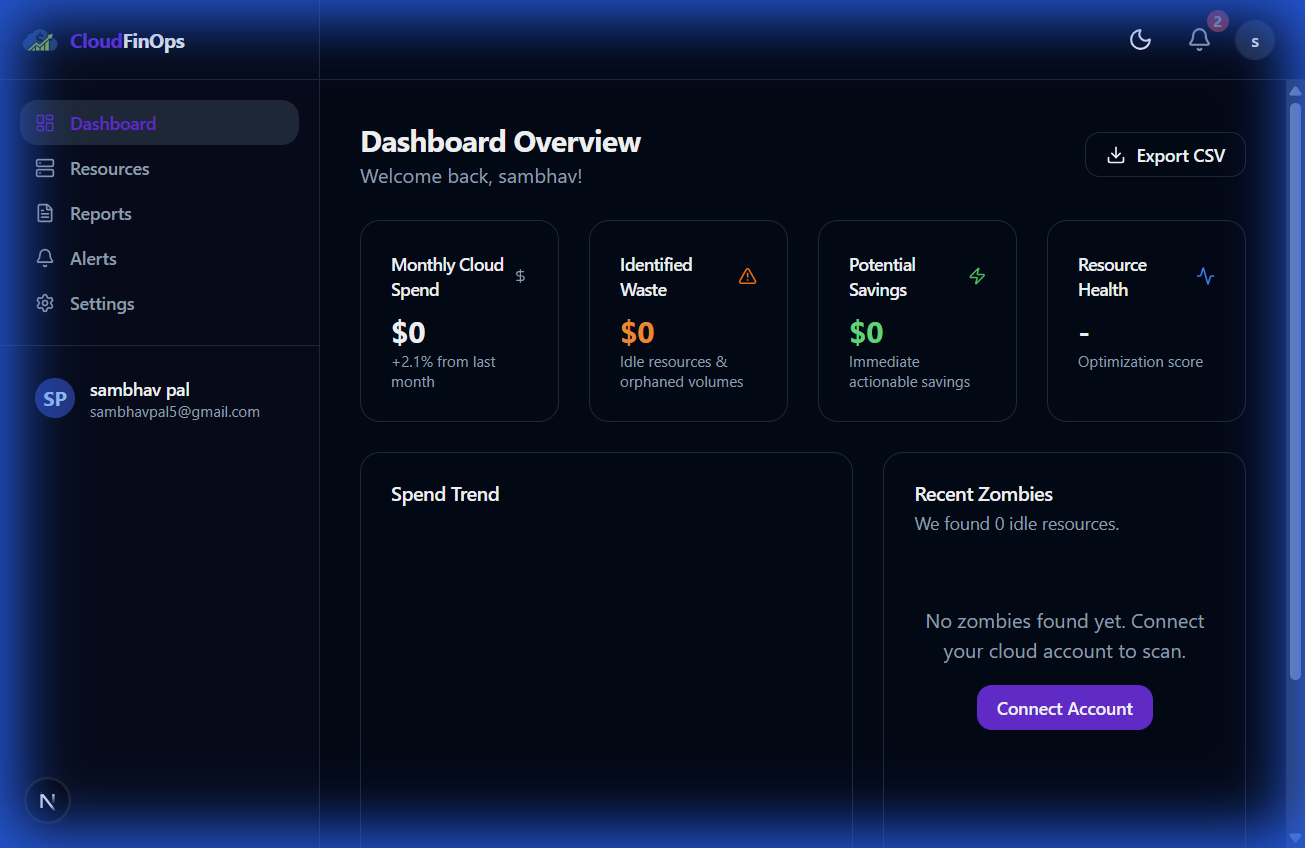 CloudFinOps
2
s
Dashboard
Resources
Reports
Alerts
Settings
SP
sambhav pal
sambhavpal5@gmail.com
N
Dashboard Overview
Welcome back, sambhav!
Export CSV
Monthly Cloud
Spend
$
$0
+2.1% from last
month
Identified
Waste
$0
Idle resources &
orphaned volumes
Potential
Savings
$0
Immediate
actionable savings
Resource
Health
-
Optimization score
Spend Trend
Recent Zombies
We found 0 idle resources.
No zombies found yet. Connect
your cloud account to scan.
Connect Account